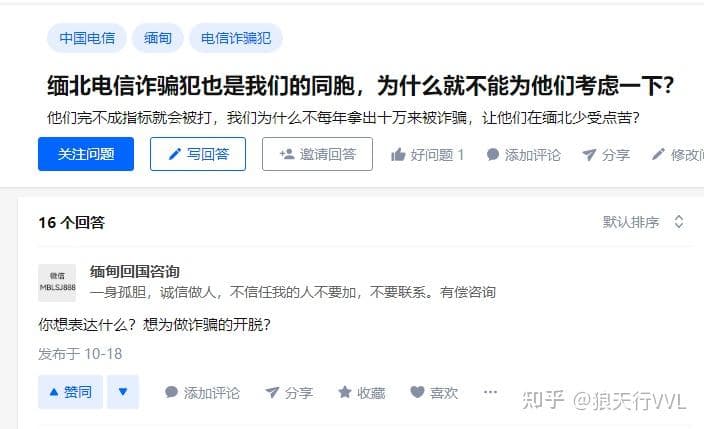 中国电信 缅甸 电信诈骗犯
缅北电信诈骗犯也是我们的同胞，为什么就不能为他们考虑一下？
他们完不成指标就会被打，我们为什么不每年拿出十万来被诈骗，让他们在缅北少受点苦？
关注问题 写回答 邀请回答 好问题 1 添加评论 分享 修改问
16 个回答 默认排序
微信
MBLSJ888
缅甸回国咨询
一身孤胆，诚信做人，不信任我的人不要加，不要联系。有偿咨询
你想表达什么？想为做诈骗的开脱？
发布于 10-18
赞同 添加评论 分享 收藏 喜欢 ···
知乎 @狼天行VVL